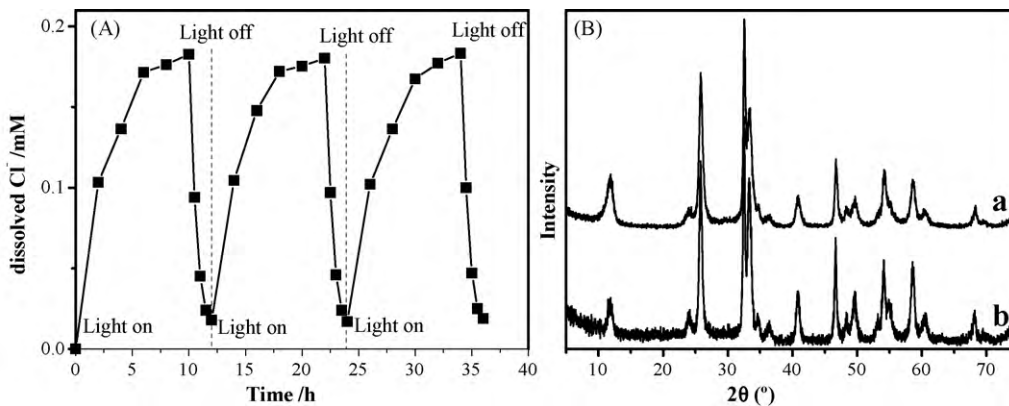 (A)
Light off
Light off
Light off
Light on
Light on
Light on
0.2
0.1
0.0
dissolved Cl⁻ /mM
0 5 10 15 20 25 30 35 40
Time /h
(B)
a
b
Intensity
10 20 30 40 50 60 70
2θ (º)